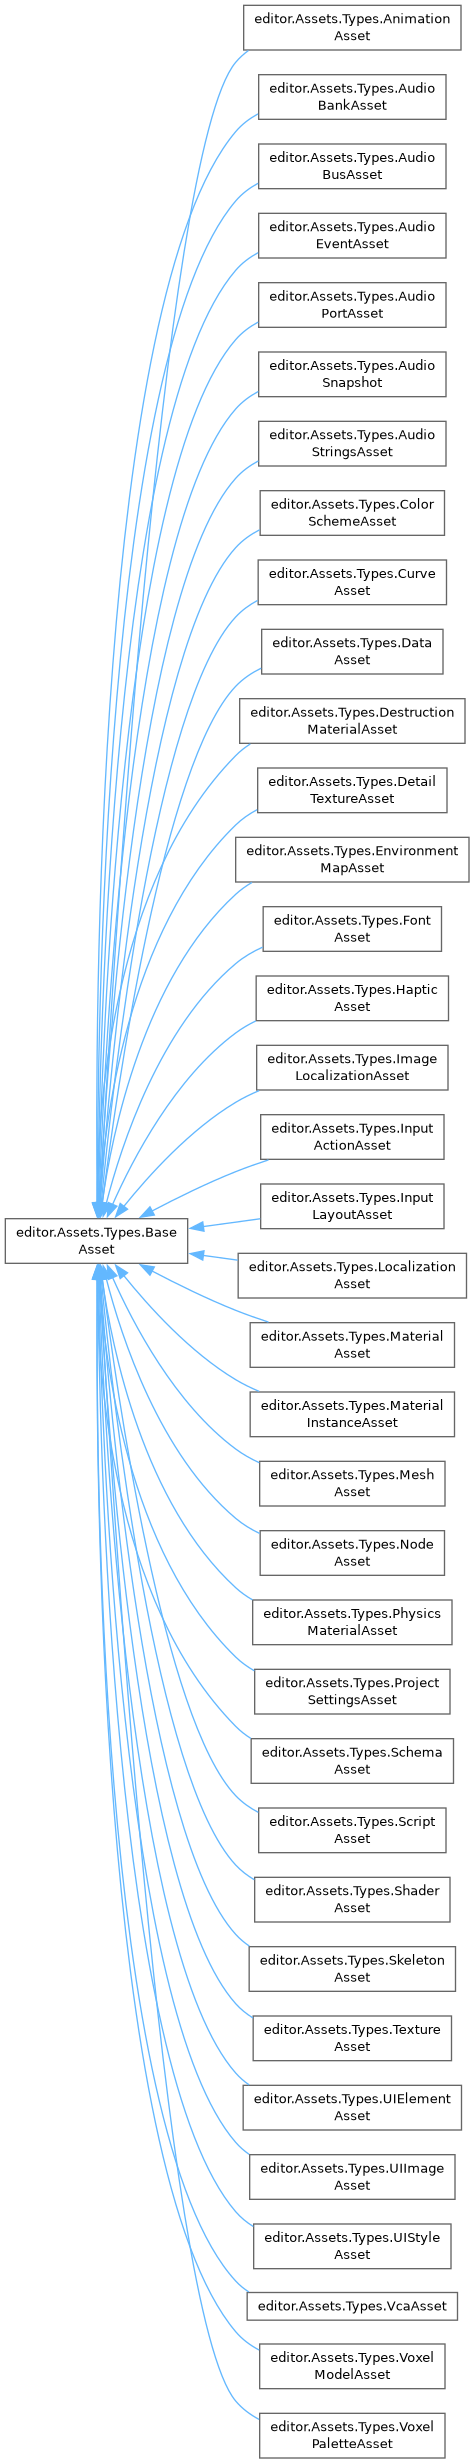 editor.Assets.Types.Animation
Asset
editor.Assets.Types.Audio
BankAsset
editor.Assets.Types.Audio
BusAsset
editor.Assets.Types.Audio
EventAsset
editor.Assets.Types.Audio
PortAsset
editor.Assets.Types.Audio
Snapshot
editor.Assets.Types.Audio
StringsAsset
editor.Assets.Types.Color
SchemeAsset
editor.Assets.Types.Curve
Asset
editor.Assets.Types.Data
Asset
editor.Assets.Types.Destruction
MaterialAsset
editor.Assets.Types.Detail
TextureAsset
editor.Assets.Types.Environment
MapAsset
editor.Assets.Types.Font
Asset
editor.Assets.Types.Haptic
Asset
editor.Assets.Types.Image
LocalizationAsset
editor.Assets.Types.Input
ActionAsset
editor.Assets.Types.Input
LayoutAsset
editor.Assets.Types.Base
Asset
editor.Assets.Types.Localization
Asset
editor.Assets.Types.Material
Asset
editor.Assets.Types.Material
InstanceAsset
editor.Assets.Types.Mesh
Asset
editor.Assets.Types.Node
Asset
editor.Assets.Types.Physics
MaterialAsset
editor.Assets.Types.Project
SettingsAsset
editor.Assets.Types.Schema
Asset
editor.Assets.Types.Script
Asset
editor.Assets.Types.Shader
Asset
editor.Assets.Types.Skeleton
Asset
editor.Assets.Types.Texture
Asset
editor.Assets.Types.UIElement
Asset
editor.Assets.Types.UIImage
Asset
editor.Assets.Types.UIStyle
Asset
editor.Assets.Types.VcaAsset
editor.Assets.Types.Voxel
ModelAsset
editor.Assets.Types.Voxel
PaletteAsset